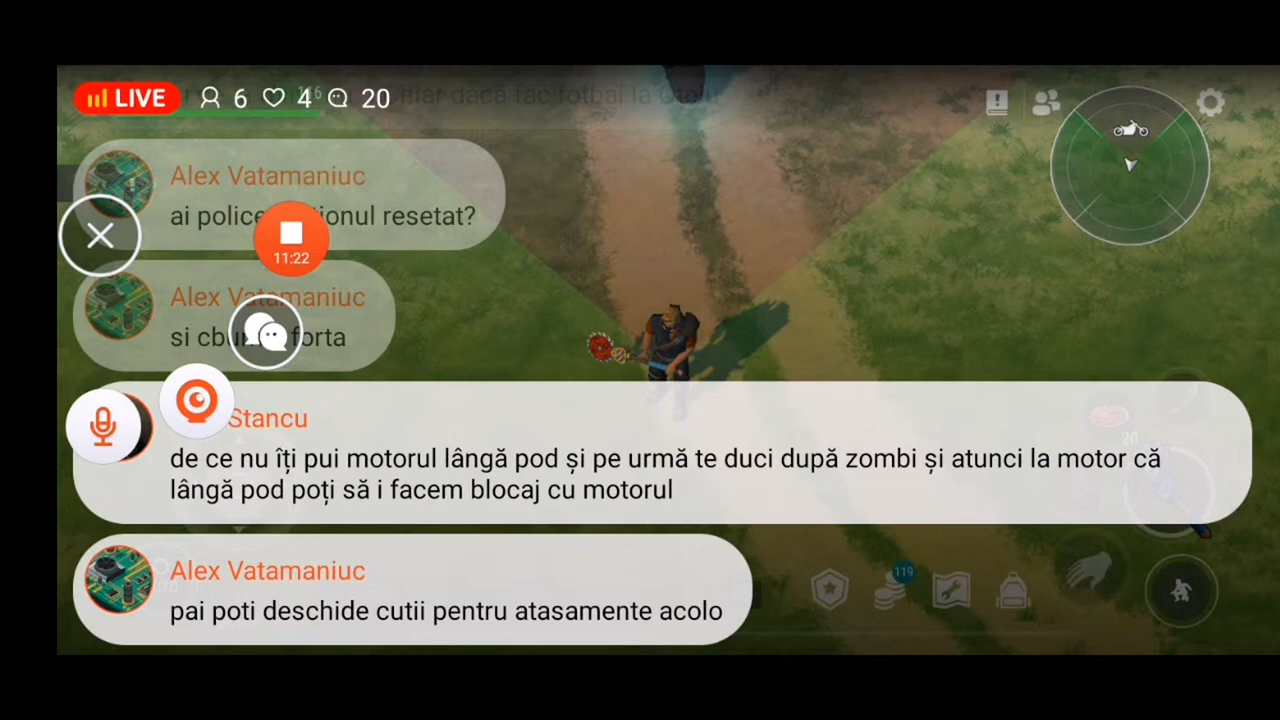 LIVE 6 4 20
Alex Vatamaniuc
ai police ționul resetat?
11:22
Alex Vatamaniuc
si forta
Stancu
de ce nu îți pui motorul lângă pod și pe urmă te duci după zombi și atunci la motor că
lângă pod poți să i facem blocaj cu motorul
20
Alex Vatamaniuc
119
pai poti deschide cutii pentru atasamente acolo